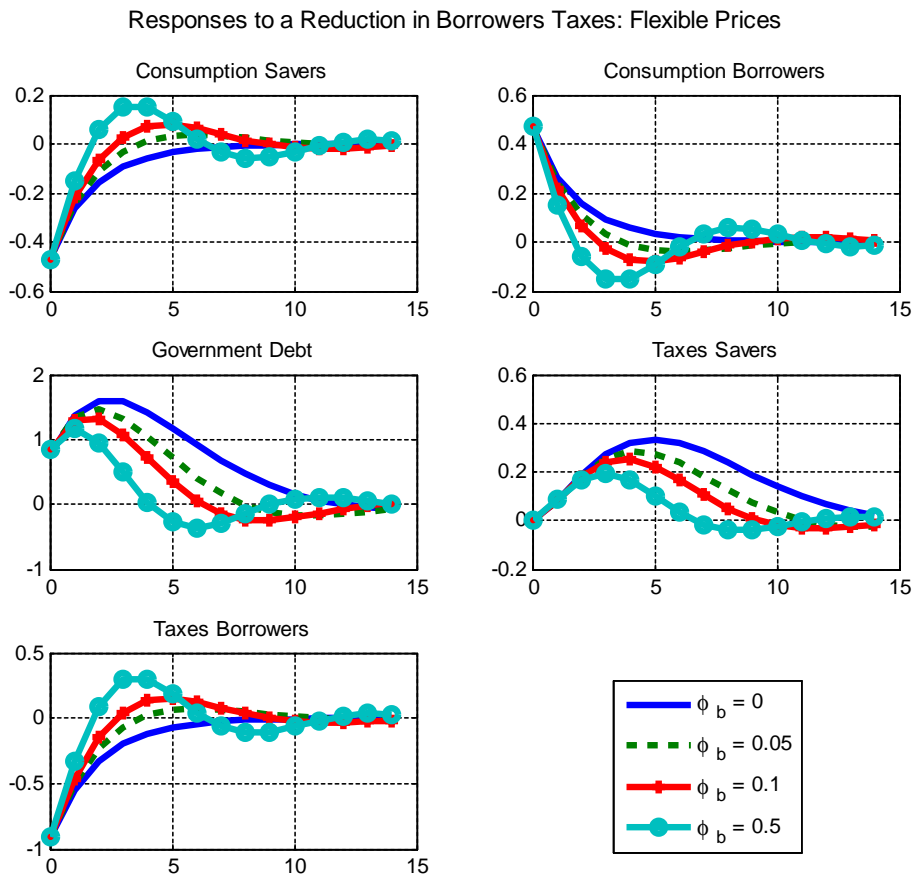 Responses to a Reduction in Borrowers Taxes: Flexible Prices
Consumption Savers
0.2
0
-0.2
-0.4
-0.6
0 5 10 15
Consumption Borrowers
0.6
0.4
0.2
0
-0.2
0 5 10 15
Government Debt
2
1
0
-1
0 5 10 15
Taxes Savers
0.6
0.4
0.2
0
-0.2
0 5 10 15
Taxes Borrowers
0.5
0
-0.5
-1
0 5 10 15
ϕ b = 0
ϕ b = 0.05
ϕ b = 0.1
ϕ b = 0.5